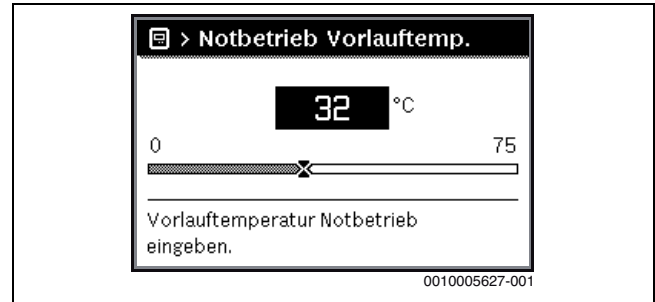 > Notbetrieb Vorlauftemp.
32 °C
0 75
Vorlauftemperatur Notbetrieb
eingeben.
0010005627-001